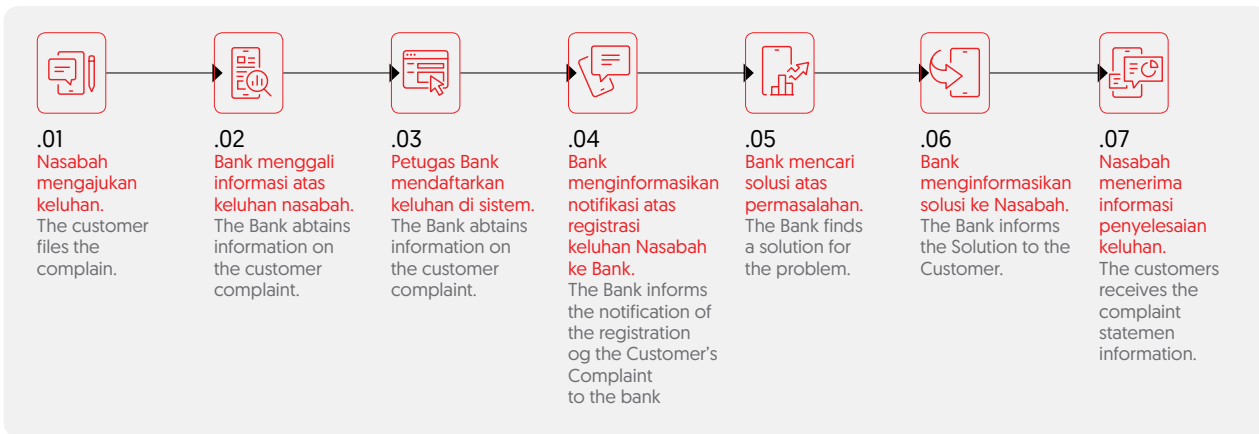 .01
Nasabah
mengajukan
keluhan.
The customer
files the
complain.
.02
Bank menggali
informasi atas
keluhan nasabah.
The Bank abtains
information on
the customer
complaint.
.03
Petugas Bank
mendaftarkan
keluhan di sistem.
The Bank abtains
information on
the customer
complaint.
.04
Bank
menginformasikan
notifikasi atas
registrasi
keluhan Nasabah
ke Bank.
The Bank informs
the notification of
the registration
og the Customer’s
Complaint
to the bank
.05
Bank mencari
solusi atas
permasalahan.
The Bank finds
a solution for
the problem.
.06
Bank
menginformasikan
solusi ke Nasabah.
The Bank informs
the Solution to the
Customer.
.07
Nasabah
menerima
informasi
penyelesaian
keluhan.
The customers
receives the
complaint
statemen
information.